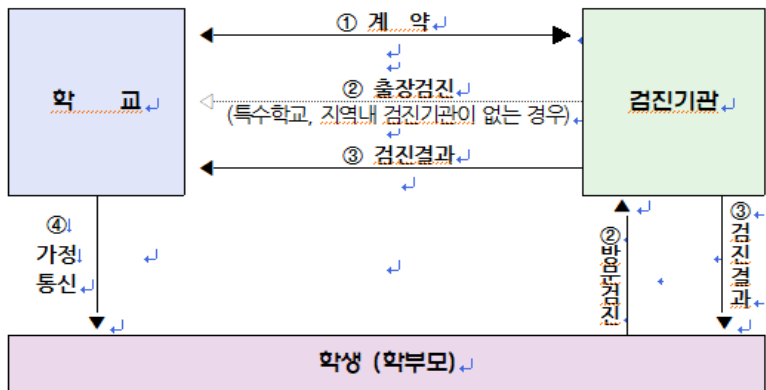 ① 계 약
② 출장검진
학 교
검진기관
(특수학교, 지역내 검진기관이 없는 경우)
③ 검진결과
④
가정
통신
②
방문검진
③
검진결과
학생 (학부모)